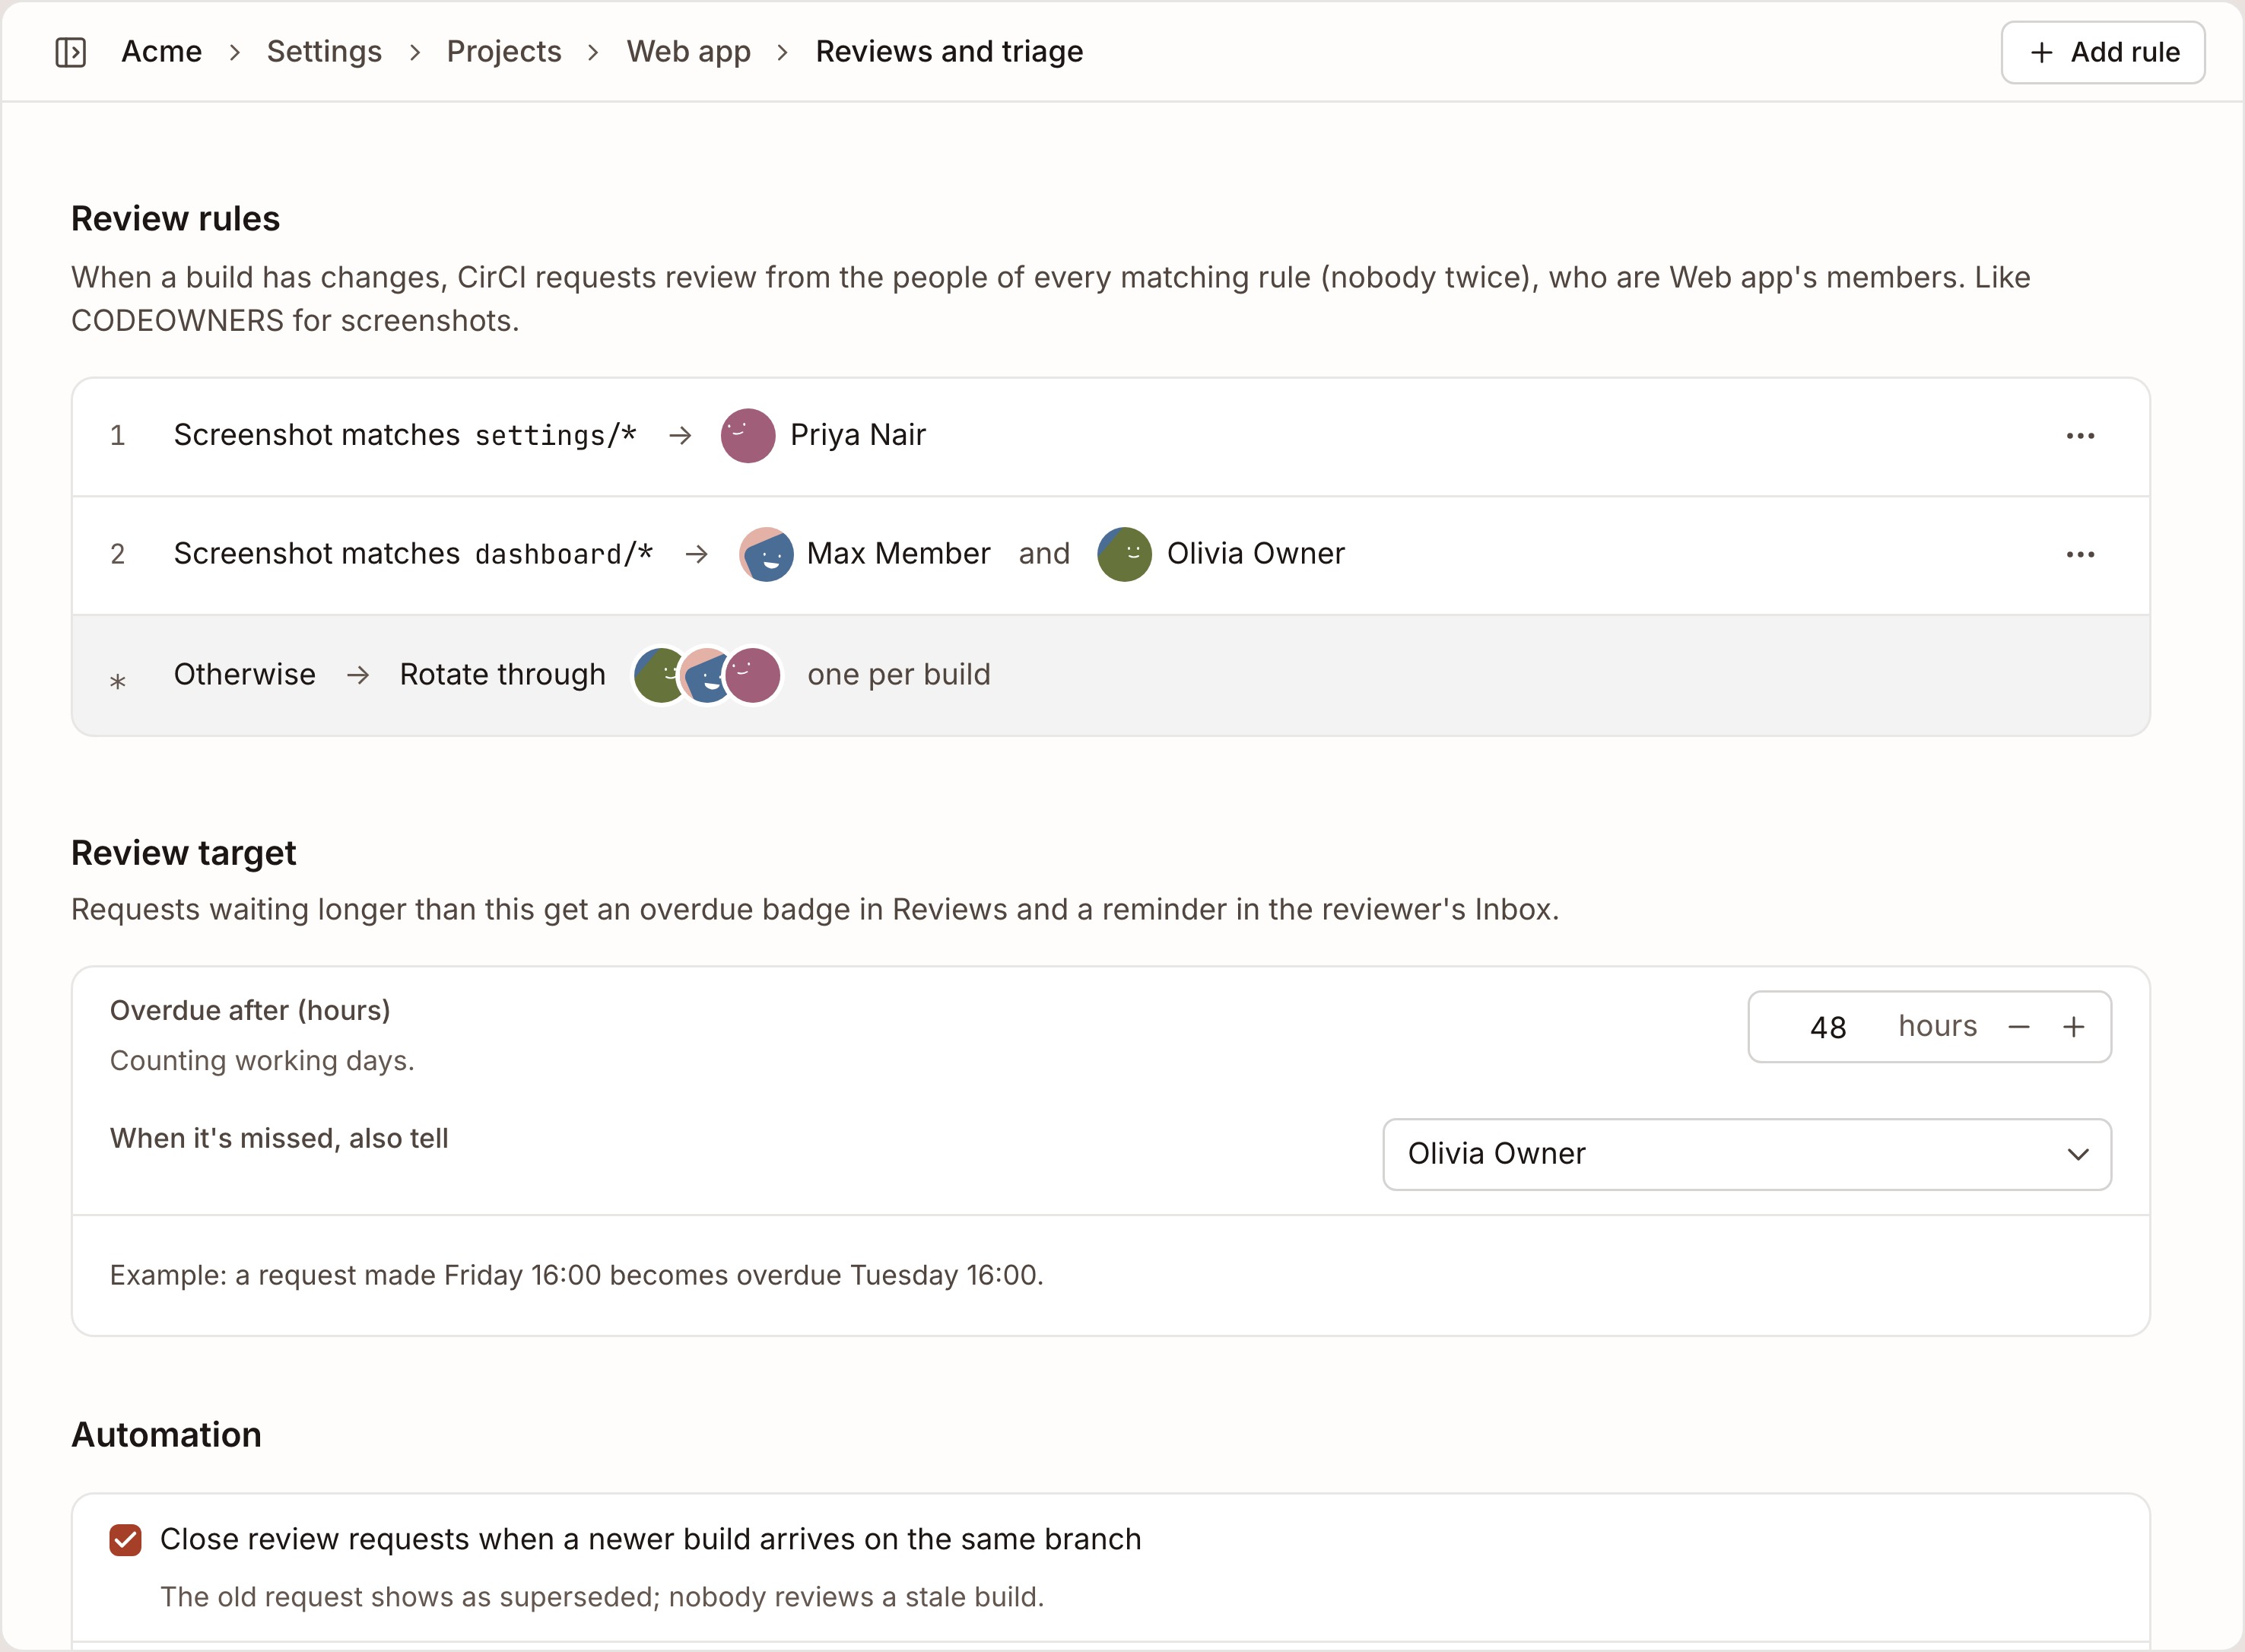 Acme > Settings > Projects > Web app > Reviews and triage
+ Add rule
Review rules
When a build has changes, CirCI requests review from the people of every matching rule (nobody twice), who are Web app's members. Like
CODEOWNERS for screenshots.
1 Screenshot matches settings/* → Priya Nair ...
2 Screenshot matches dashboard/* → Max Member and Olivia Owner ...
* Otherwise → Rotate through one per build
Review target
Requests waiting longer than this get an overdue badge in Reviews and a reminder in the reviewer's Inbox.
Overdue after (hours)
48 hours − +
Counting working days.
When it's missed, also tell
Olivia Owner
Example: a request made Friday 16:00 becomes overdue Tuesday 16:00.
Automation
Close review requests when a newer build arrives on the same branch
The old request shows as superseded; nobody reviews a stale build.